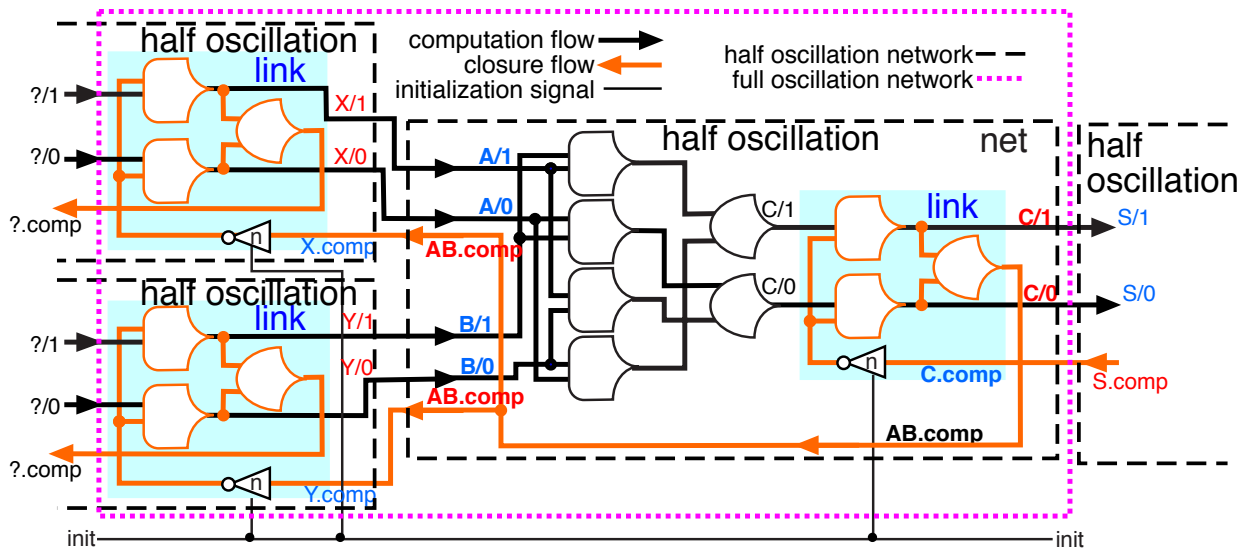 half oscillation
link
?/1
?/0
X/1
X/0
?.comp
n
X.comp
computation flow
closure flow
initialization signal
half oscillation network
full oscillation network
half oscillation
net
A/1
A/0
AB.comp
B/1
B/0
AB.comp
C/1
C/0
link
C/1
C/0
n
C.comp
AB.comp
half
oscillation
S/1
S/0
S.comp
half oscillation
link
?/1
?/0
Y/1
Y/0
?.comp
n
Y.comp
init
init